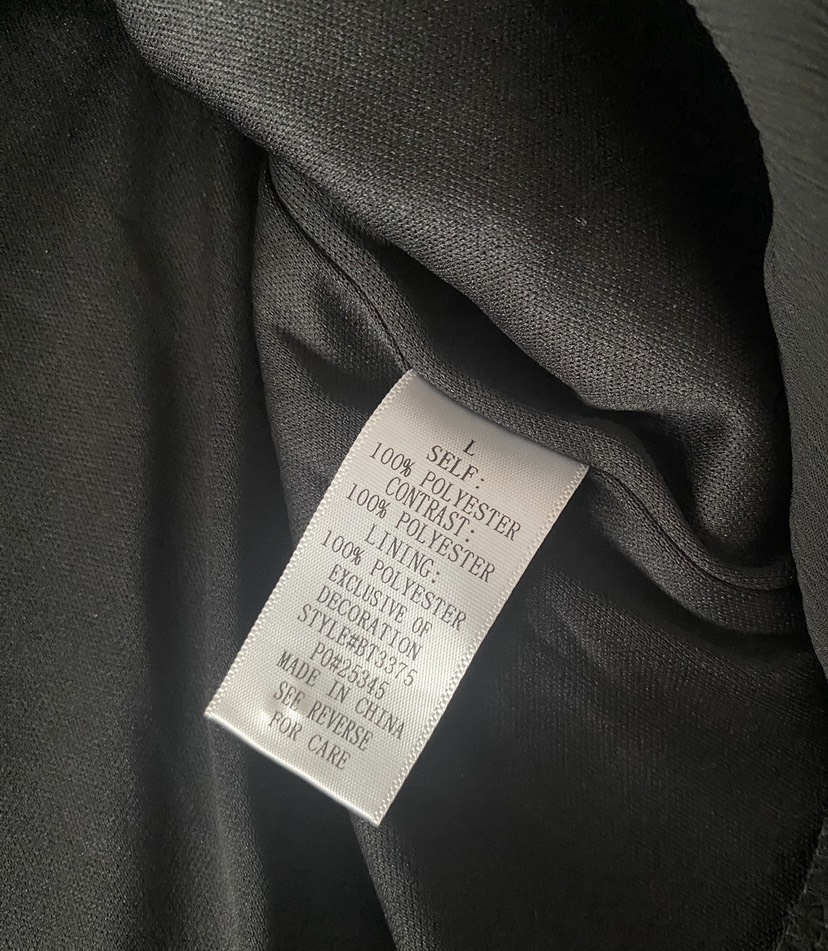 L
SELF:
100% POLYESTER
CONTRAST:
100% POLYESTER
LINING:
100% POLYESTER
EXCLUSIVE OF
DECORATION
STYLE#BT3375
PO#25345
MADE IN CHINA
SEE REVERSE
FOR CARE